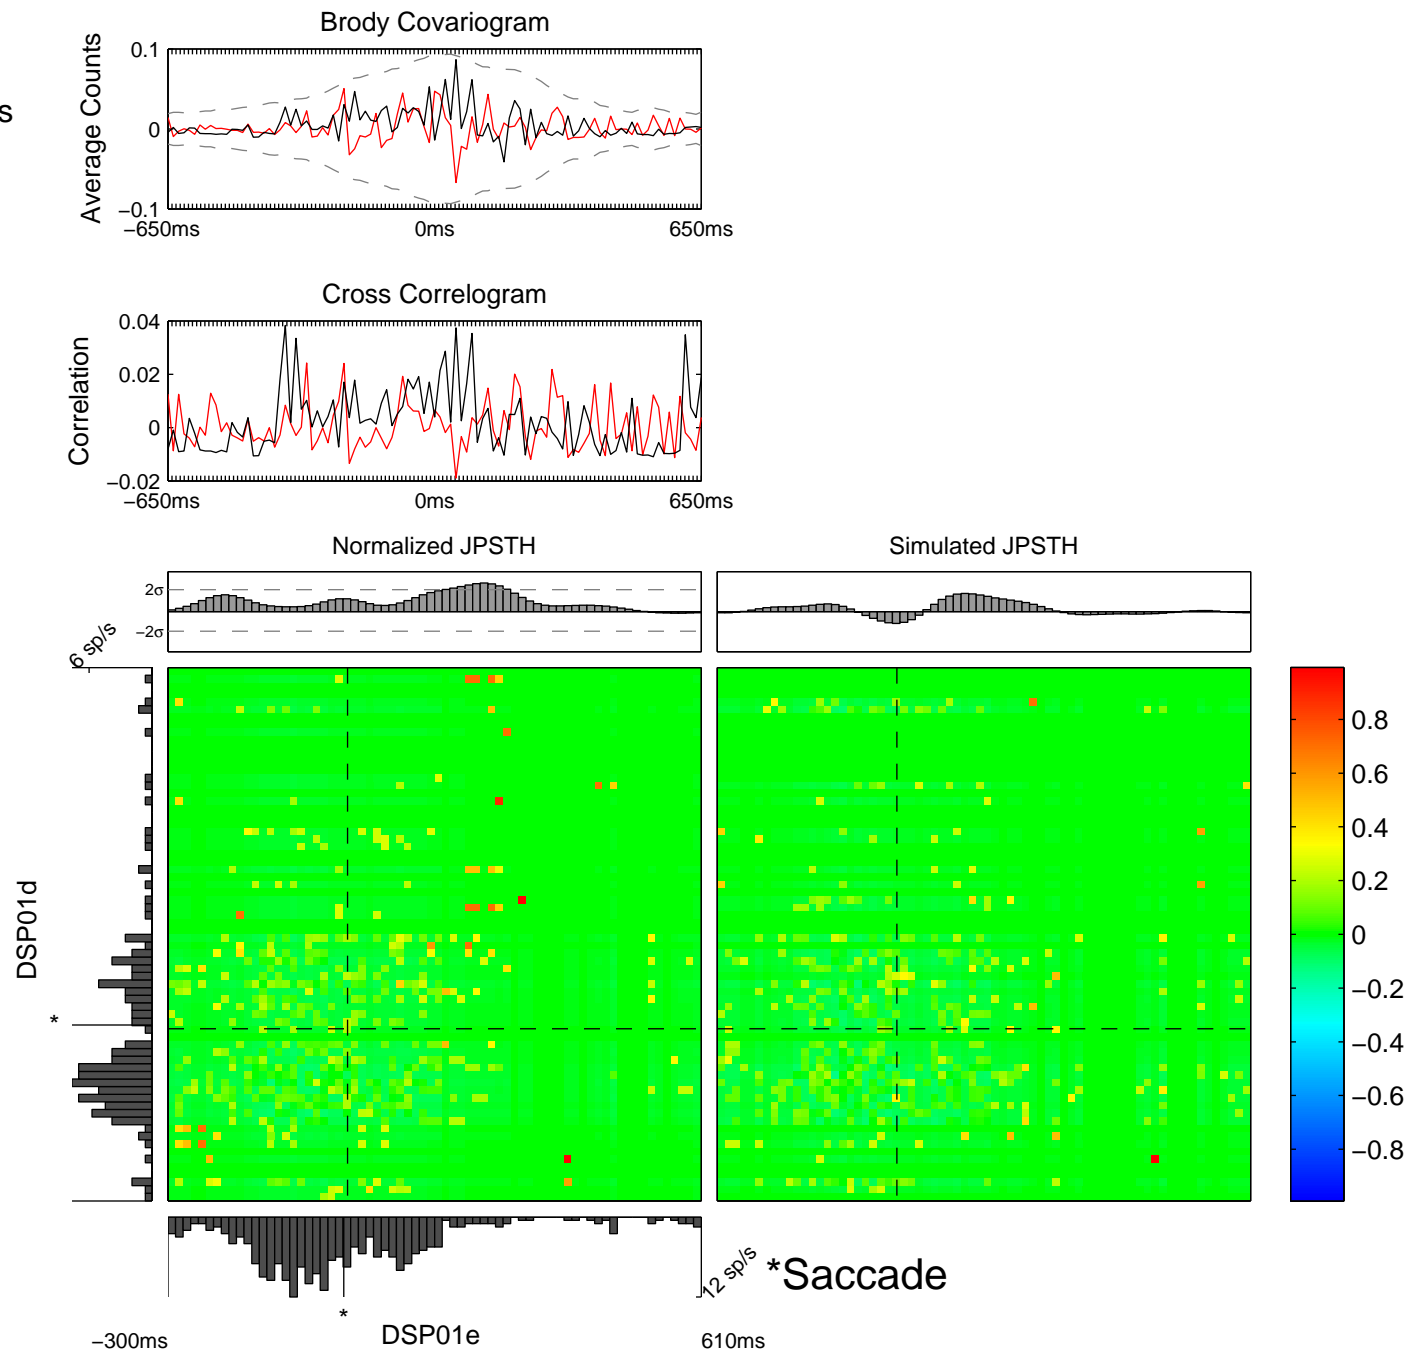 Brody Covariogram
s
Average Counts
0.1
0
−0.1
−650ms 0ms 650ms
Cross Correlogram
Correlation
0.04
0.02
0
−0.02
−650ms 0ms 650ms
Normalized JPSTH Simulated JPSTH
2σ
−2σ
6 sp/s
DSP01d
*
0.8
0.6
0.4
0.2
0
−0.2
−0.4
−0.6
−0.8
12 sp/s
*Saccade
*
−300ms DSP01e 610ms